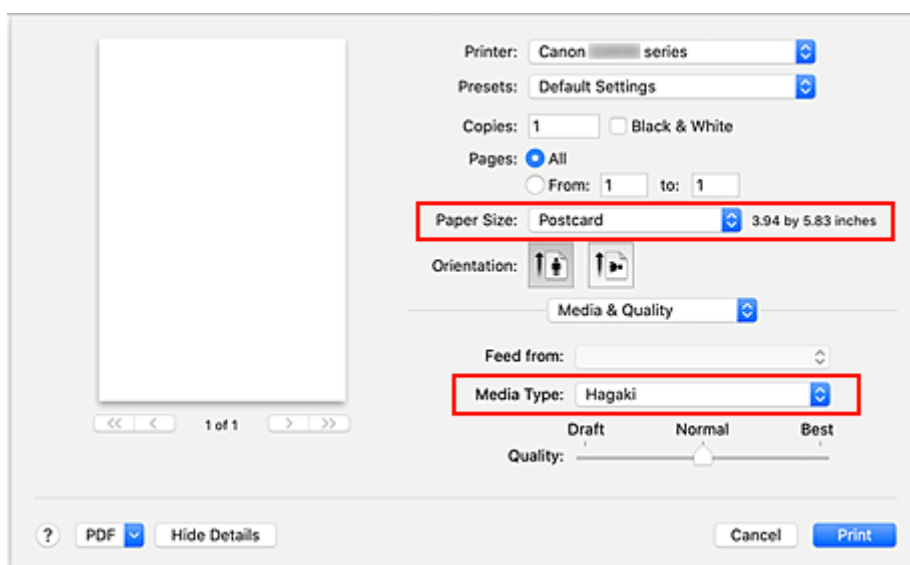 Printer: Canon series
Presets: Default Settings
Copies: 1 Black & White
Pages: All
From: 1 to: 1
Paper Size: Postcard 3.94 by 5.83 inches
Orientation:
Media & Quality
Feed from:
Media Type: Hagaki
Draft Normal Best
Quality:
<< < 1 of 1 > >>
? PDF Hide Details Cancel Print